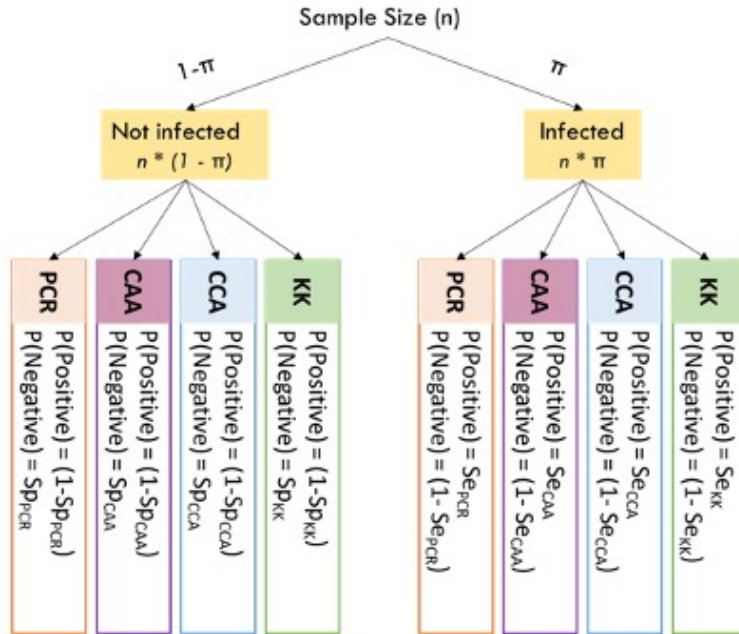 Sample Size (n)
1-π
π
Not infected
n * (1 - π)
Infected
n * π
PCR
P(Positive) = (1-Sp_PCR)
P(Negative) = Sp_PCR
CAA
P(Positive) = (1-Sp_CAA)
P(Negative) = Sp_CAA
CCA
P(Positive) = (1-Sp_CCA)
P(Negative) = Sp_CCA
KK
P(Positive) = (1-Sp_KK)
P(Negative) = Sp_KK
PCR
P(Positive) = Se_PCR
P(Negative) = (1- Se_PCR)
CAA
P(Positive) = Se_CAA
P(Negative) = (1- Se_CAA)
CCA
P(Positive) = Se_CCA
P(Negative) = (1- Se_CCA)
KK
P(Positive) = Se_KK
P(Negative) = (1- Se_KK)